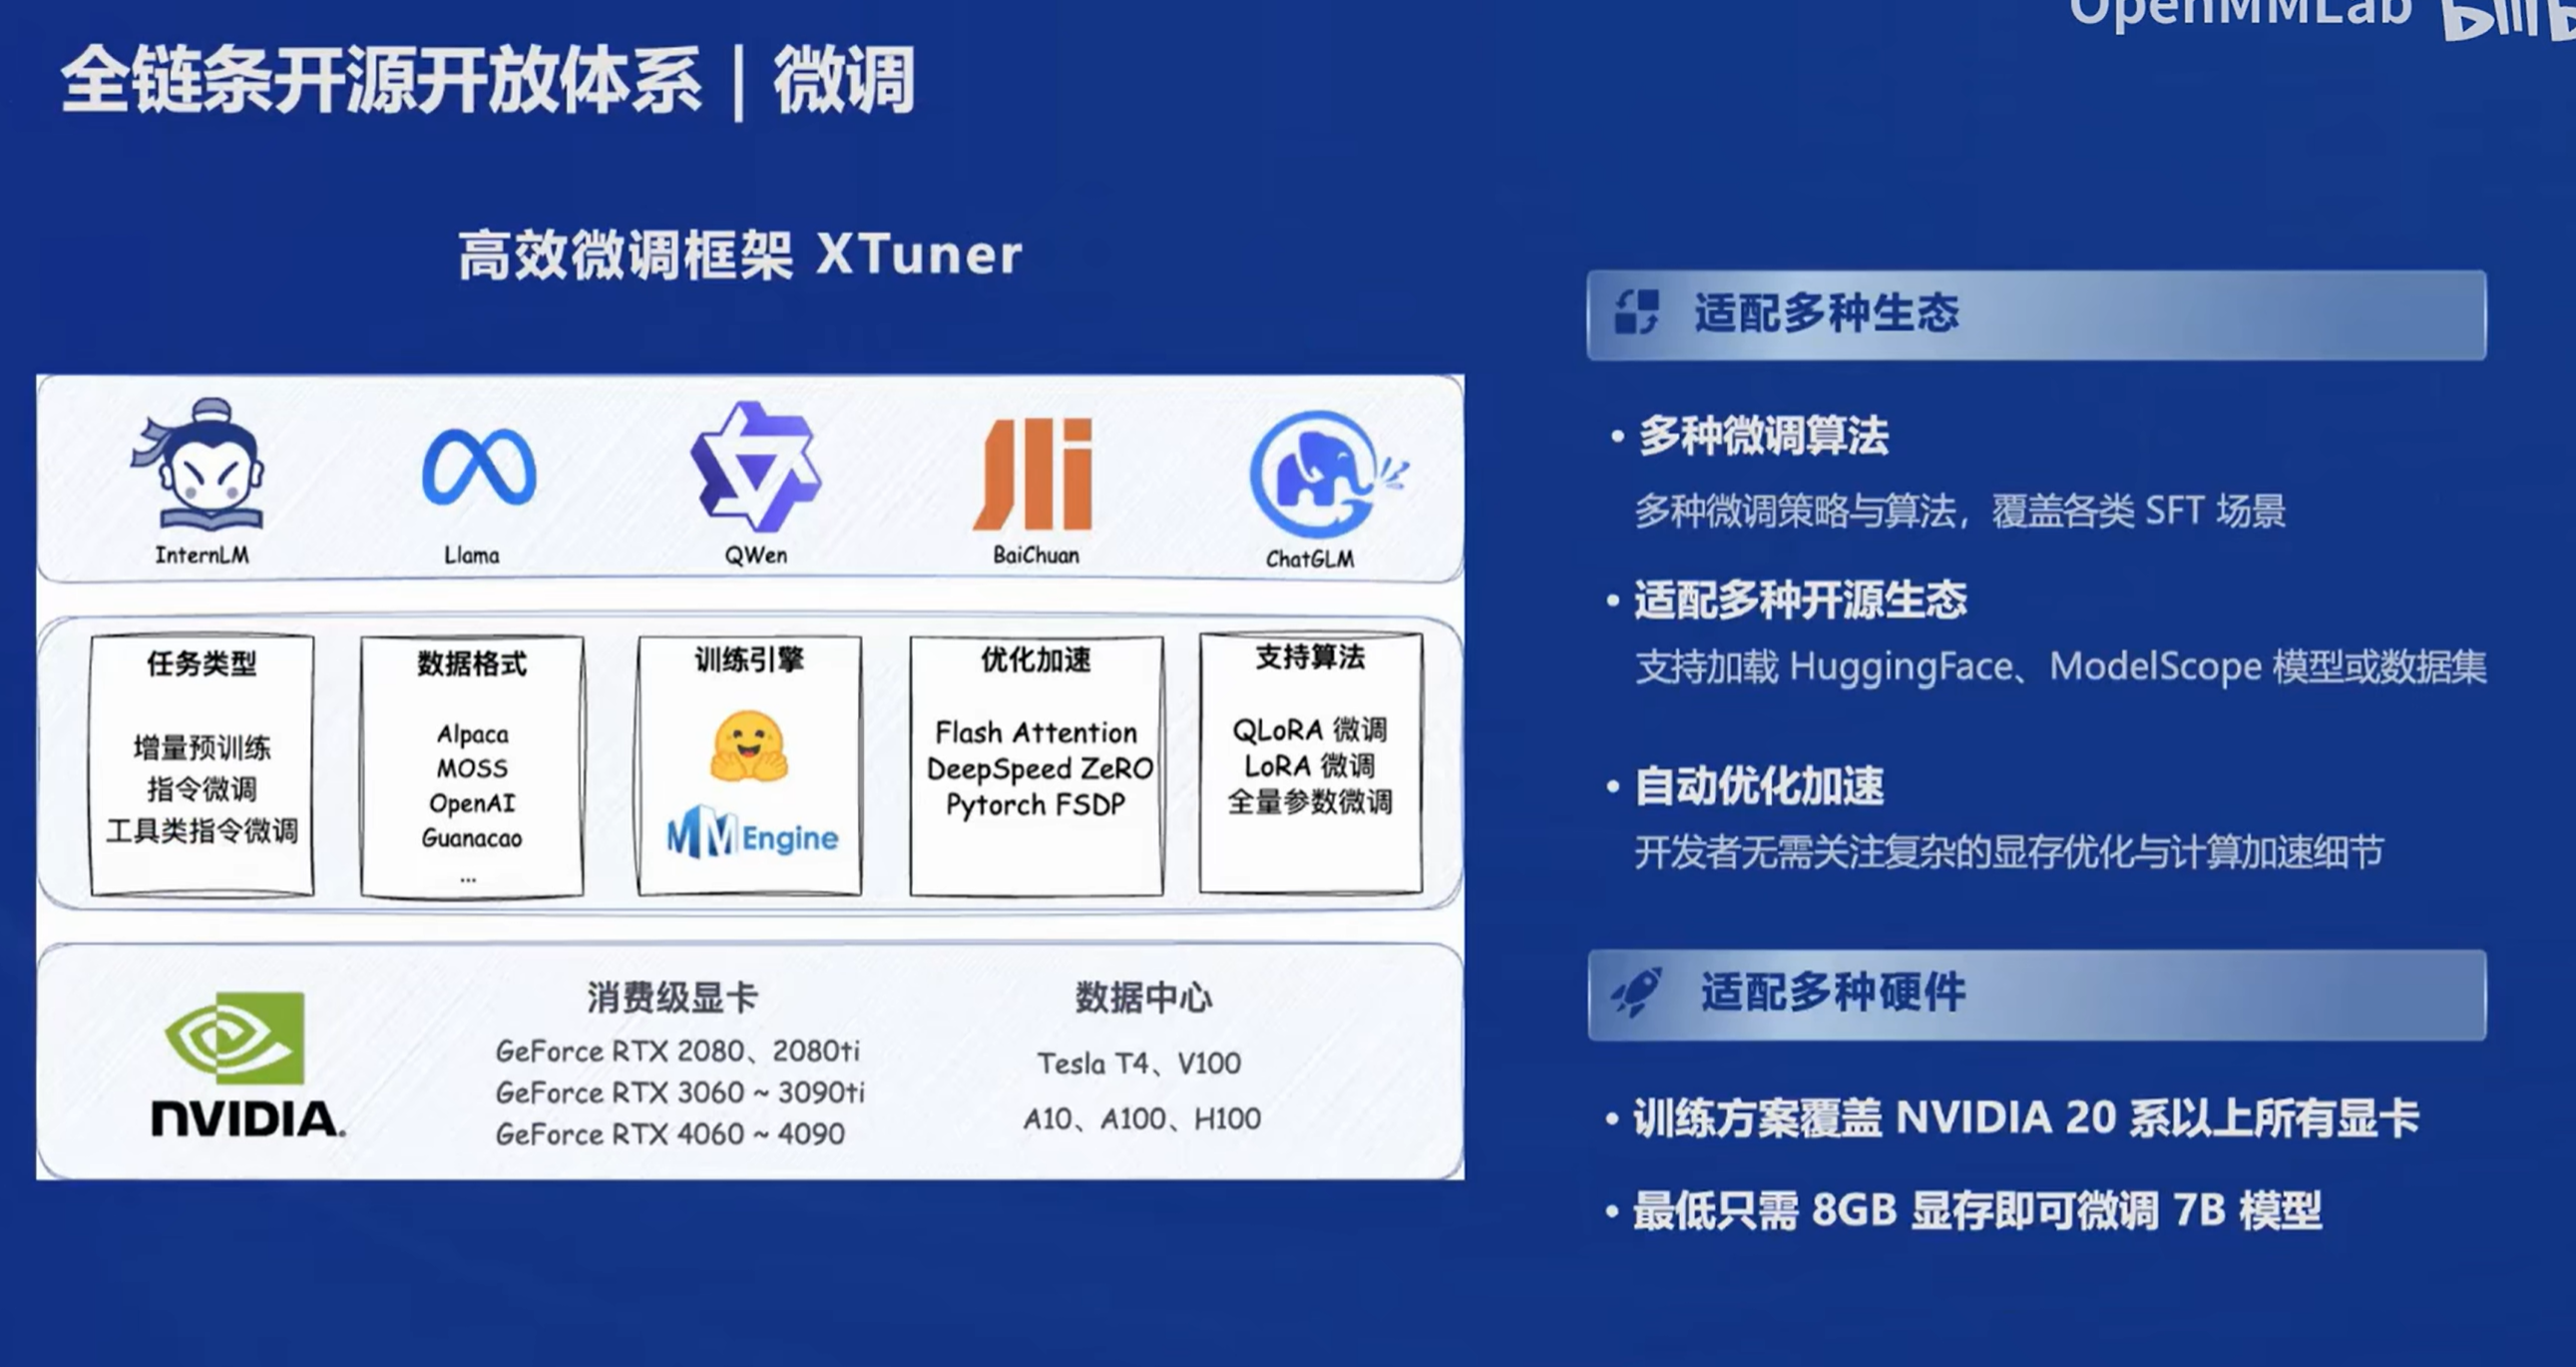 OpenMMLab
全链条开源开放体系 | 微调
高效微调框架 XTuner
InternLM
Llama
QWen
BaiChuan
ChatGLM
任务类型
增量预训练
指令微调
工具类指令微调
数据格式
Alpaca
MOSS
OpenAI
Guanacao
...
训练引擎
MMEngine
优化加速
Flash Attention
DeepSpeed ZeRO
Pytorch FSDP
支持算法
QLoRA 微调
LoRA 微调
全量参数微调
NVIDIA.
消费级显卡
GeForce RTX 2080、2080ti
GeForce RTX 3060 ~ 3090ti
GeForce RTX 4060 ~ 4090
数据中心
Tesla T4、V100
A10、A100、H100
适配多种生态
• 多种微调算法
多种微调策略与算法，覆盖各类 SFT 场景
• 适配多种开源生态
支持加载 HuggingFace、ModelScope 模型或数据集
• 自动优化加速
开发者无需关注复杂的显存优化与计算加速细节
适配多种硬件
• 训练方案覆盖 NVIDIA 20 系以上所有显卡
• 最低只需 8GB 显存即可微调 7B 模型